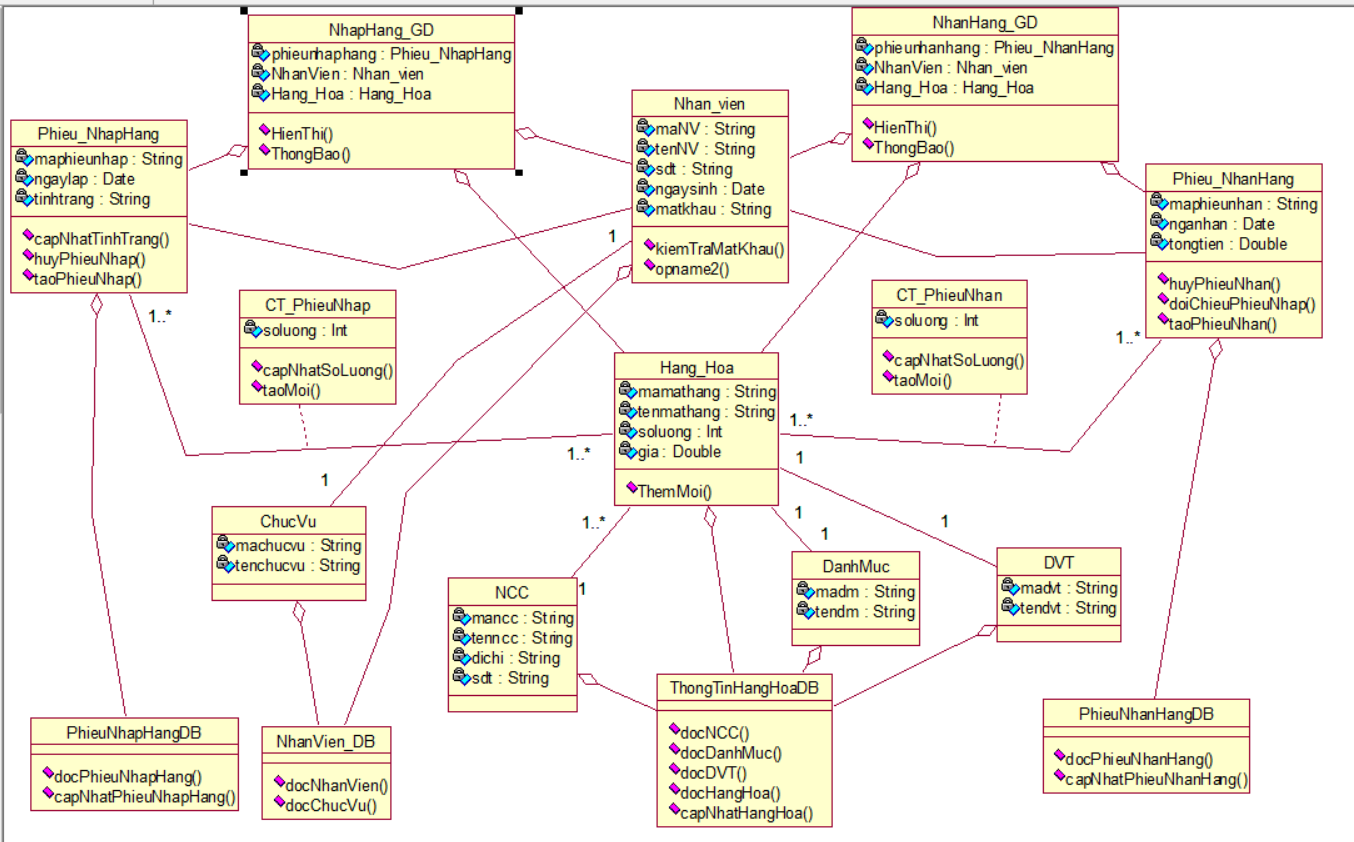 NhapHang_GD
phieunhaphang : Phieu_NhapHang
NhanVien : Nhan_vien
Hang_Hoa : Hang_Hoa
HienThi()
ThongBao()
NhanHang_GD
phieunhanhang : Phieu_NhanHang
NhanVien : Nhan_vien
Hang_Hoa : Hang_Hoa
HienThi()
ThongBao()
Phieu_NhapHang
maphieunhap : String
ngaylap : Date
tinhtrang : String
capNhatTinhTrang()
huyPhieuNhap()
taoPhieuNhap()
Nhan_vien
maNV : String
tenNV : String
sdt : String
ngaysinh : Date
matkhau : String
kiemTraMatKhau()
opname2()
Phieu_NhanHang
maphieunhan : String
nganhan : Date
tongtien : Double
huyPhieuNhan()
doiChieuPhieuNhap()
taoPhieuNhan()
1
1..*
CT_PhieuNhap
soluong : Int
capNhatSoLuong()
taoMoi()
CT_PhieuNhan
soluong : Int
capNhatSoLuong()
taoMoi()
1..*
Hang_Hoa
mamathang : String
tenmathang : String
soluong : Int
gia : Double
ThemMoi()
1..*
1..*
1
1
1..*
1
1
1
1
ChucVu
machucvu : String
tenchucvu : String
NCC
mancc : String
tenncc : String
dichi : String
sdt : String
DanhMuc
madm : String
tendm : String
DVT
madvt : String
tendvt : String
PhieuNhapHangDB
docPhieuNhapHang()
capNhatPhieuNhapHang()
NhanVien_DB
docNhanVien()
docChucVu()
ThongTinHangHoaDB
docNCC()
docDanhMuc()
docDVT()
docHangHoa()
capNhatHangHoa()
PhieuNhanHangDB
docPhieuNhanHang()
capNhatPhieuNhanHang()